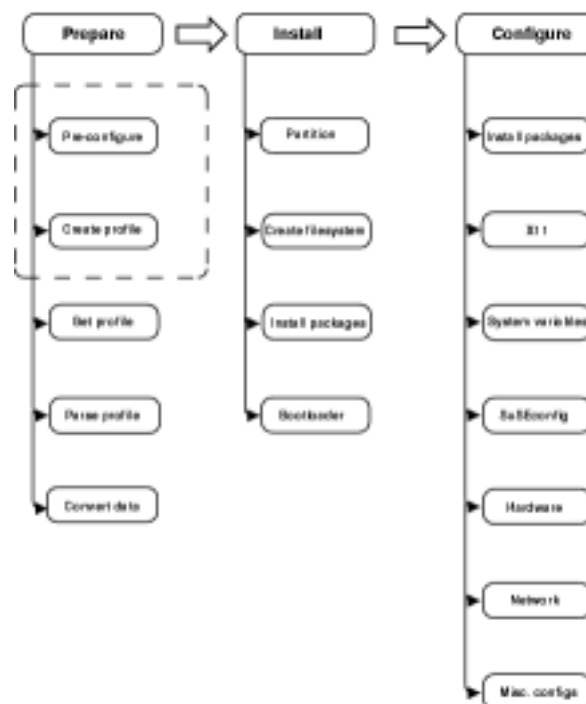 Prepare
Install
Configure
Pre-configure
Create profile
Get profile
Parse profile
Convert data
Partition
Create filesystem
Install packages
Bootloader
Install packages
X11
System variables
SuSEconfig
Hardware
Network
Misc. configs